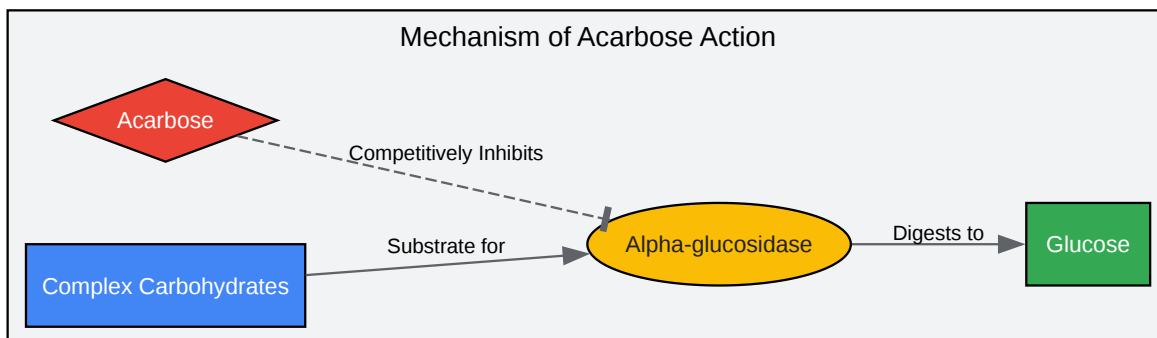 Mechanism of Acarbose Action
Acarbose
Competitively Inhibits
Complex Carbohydrates
Substrate for
Alpha-glucosidase
Digests to
Glucose